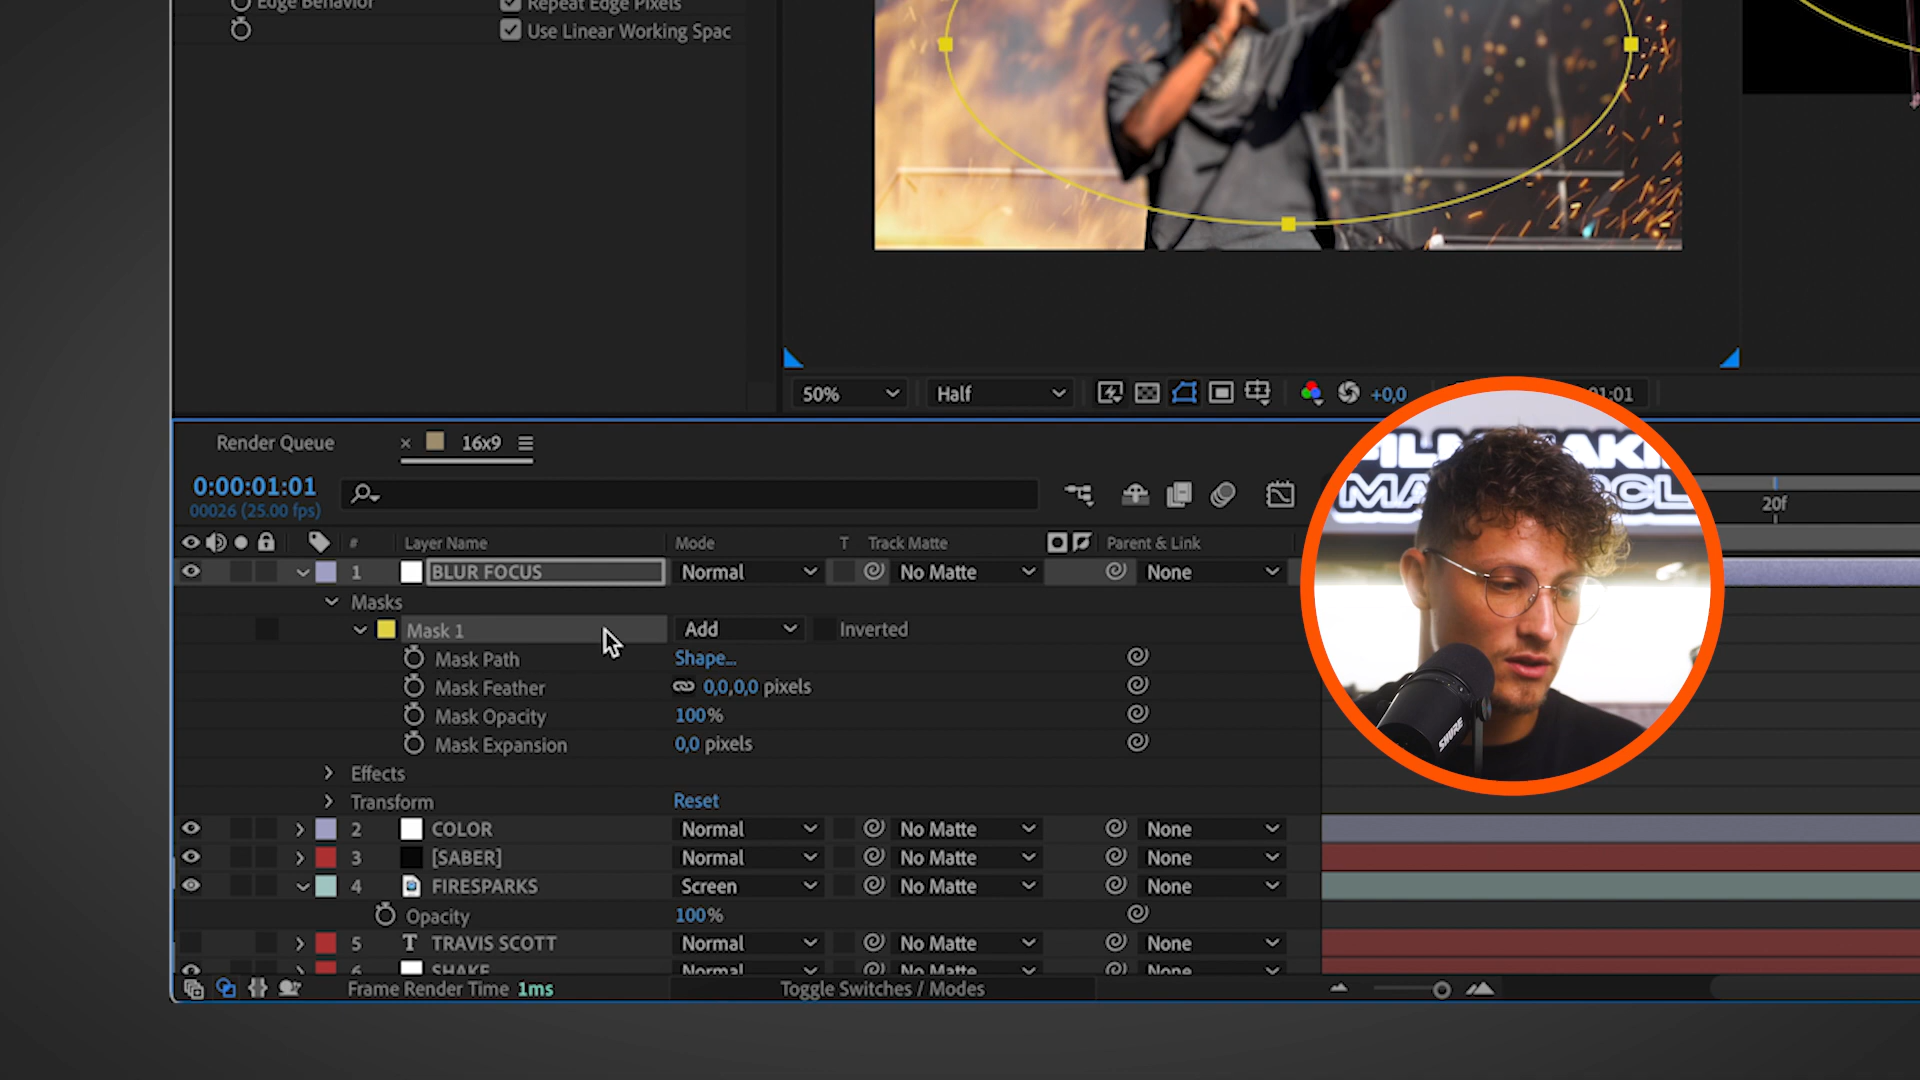 Edge Behavior
Repeat Edge Pixels
Use Linear Working Spac
50%
Half
+0,0
01:01
Render Queue
× 16x9
0:00:01:01
00026 (25.00 fps)
20f
# Layer Name Mode T Track Matte Parent & Link
1 BLUR FOCUS Normal No Matte None
Masks
Mask 1 Add Inverted
Mask Path Shape...
Mask Feather 0,0,0,0 pixels
Mask Opacity 100%
Mask Expansion 0,0 pixels
Effects
Transform Reset
2 COLOR Normal No Matte None
3 [SABER] Normal No Matte None
4 FIRESPARKS Screen No Matte None
Opacity 100%
5 T TRAVIS SCOTT Normal No Matte None
6 SHAKE Normal No Matte None
Frame Render Time 1ms
Toggle Switches / Modes
SHURE